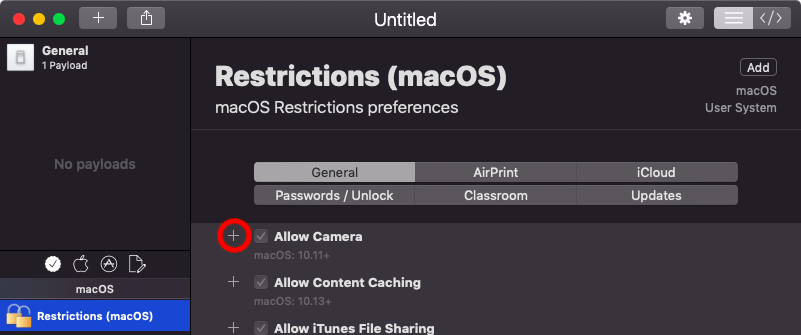 Untitled
General
1 Payload
No payloads
macOS
Restrictions (macOS)
Restrictions (macOS)
Add
macOS Restrictions preferences
macOS
User System
General AirPrint iCloud
Passwords / Unlock Classroom Updates
Allow Camera
macOS: 10.11+
Allow Content Caching
macOS: 10.13+
Allow iTunes File Sharing